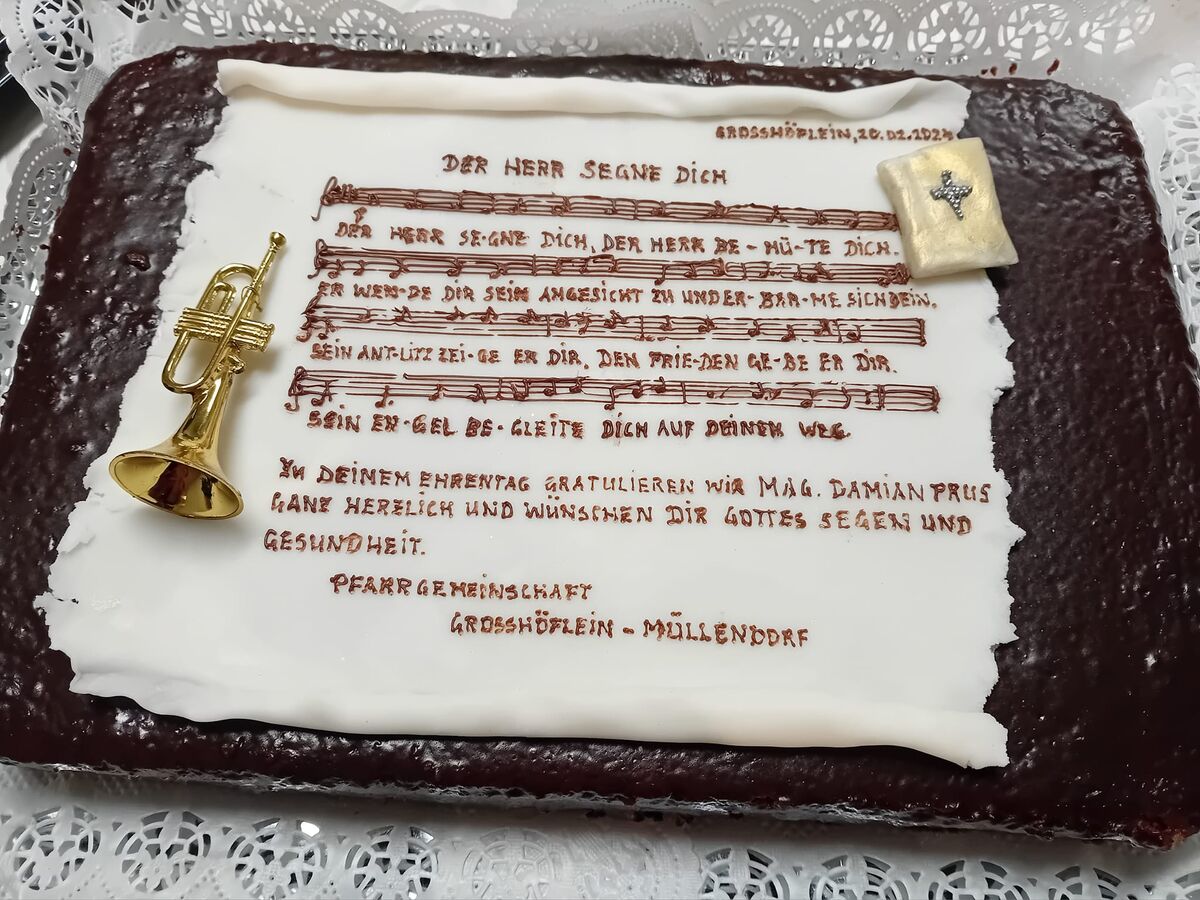 GROSSHÖFLEIN, 20.02.2024
DER HERR SEGNE DICH
DER HERR SE-GNE DICH, DER HERR BE-HÜ-TE DICH.
ER WEN-DE DIR SEIN ANGESICHT ZU UND ER-BAR-ME SICH DEIN.
SEIN ANT-LITZ ZEI-GE ER DIR, DEN FRIE-DEN GE-BE ER DIR.
SEIN EN-GEL BE-GLEITE DICH AUF DEINEM WEG.
ZU DEINEM EHRENTAG GRATULIEREN WIR MAG. DAMIAN PRUS
GANZ HERZLICH UND WÜNSCHEN DIR GOTTES SEGEN UND
GESUNDHEIT.
PFARRGEMEINSCHAFT
GROSSHÖFLEIN - MÜLLENDORF